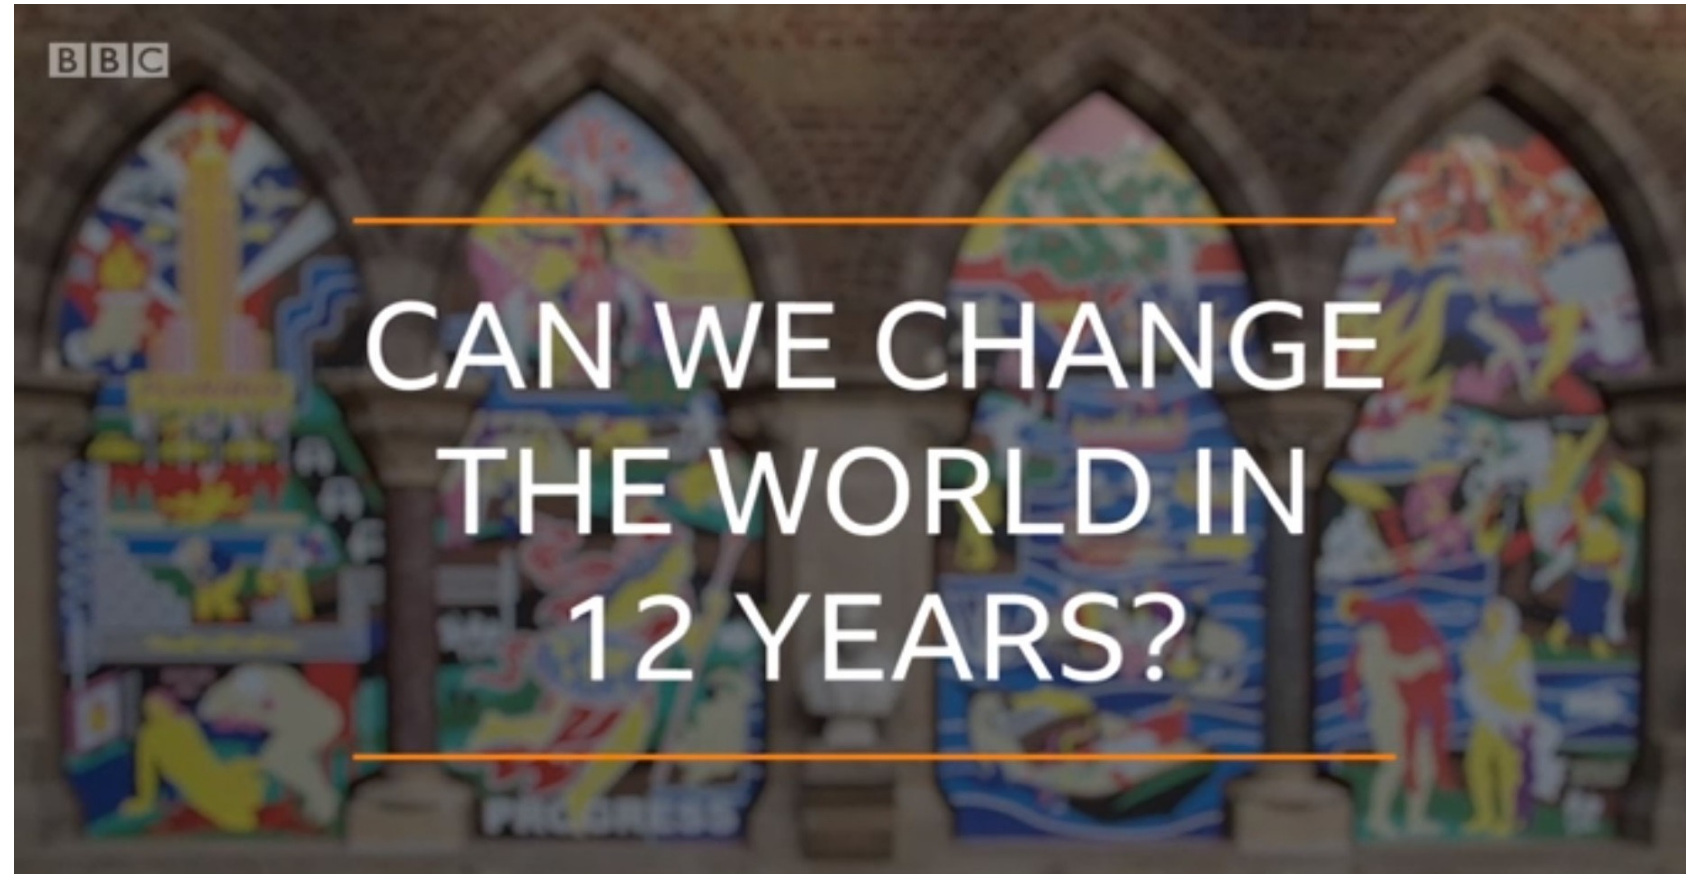 BBC
CAN WE CHANGE
THE WORLD IN
12 YEARS?
PROGRESS